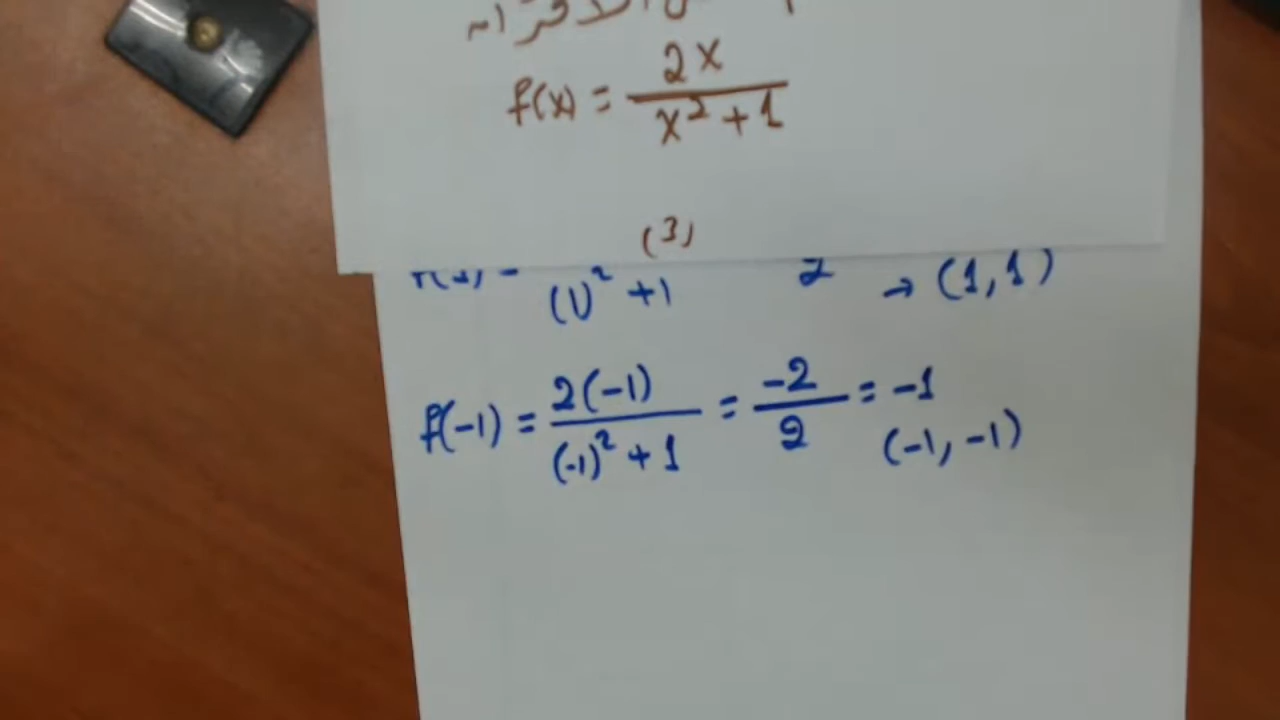 f(x) = 2x / x² + 1
(3)
(1)² + 1 2 → (1, 1)
f(-1) = 2(-1) / (-1)² + 1 = -2 / 2 = -1
(-1, -1)